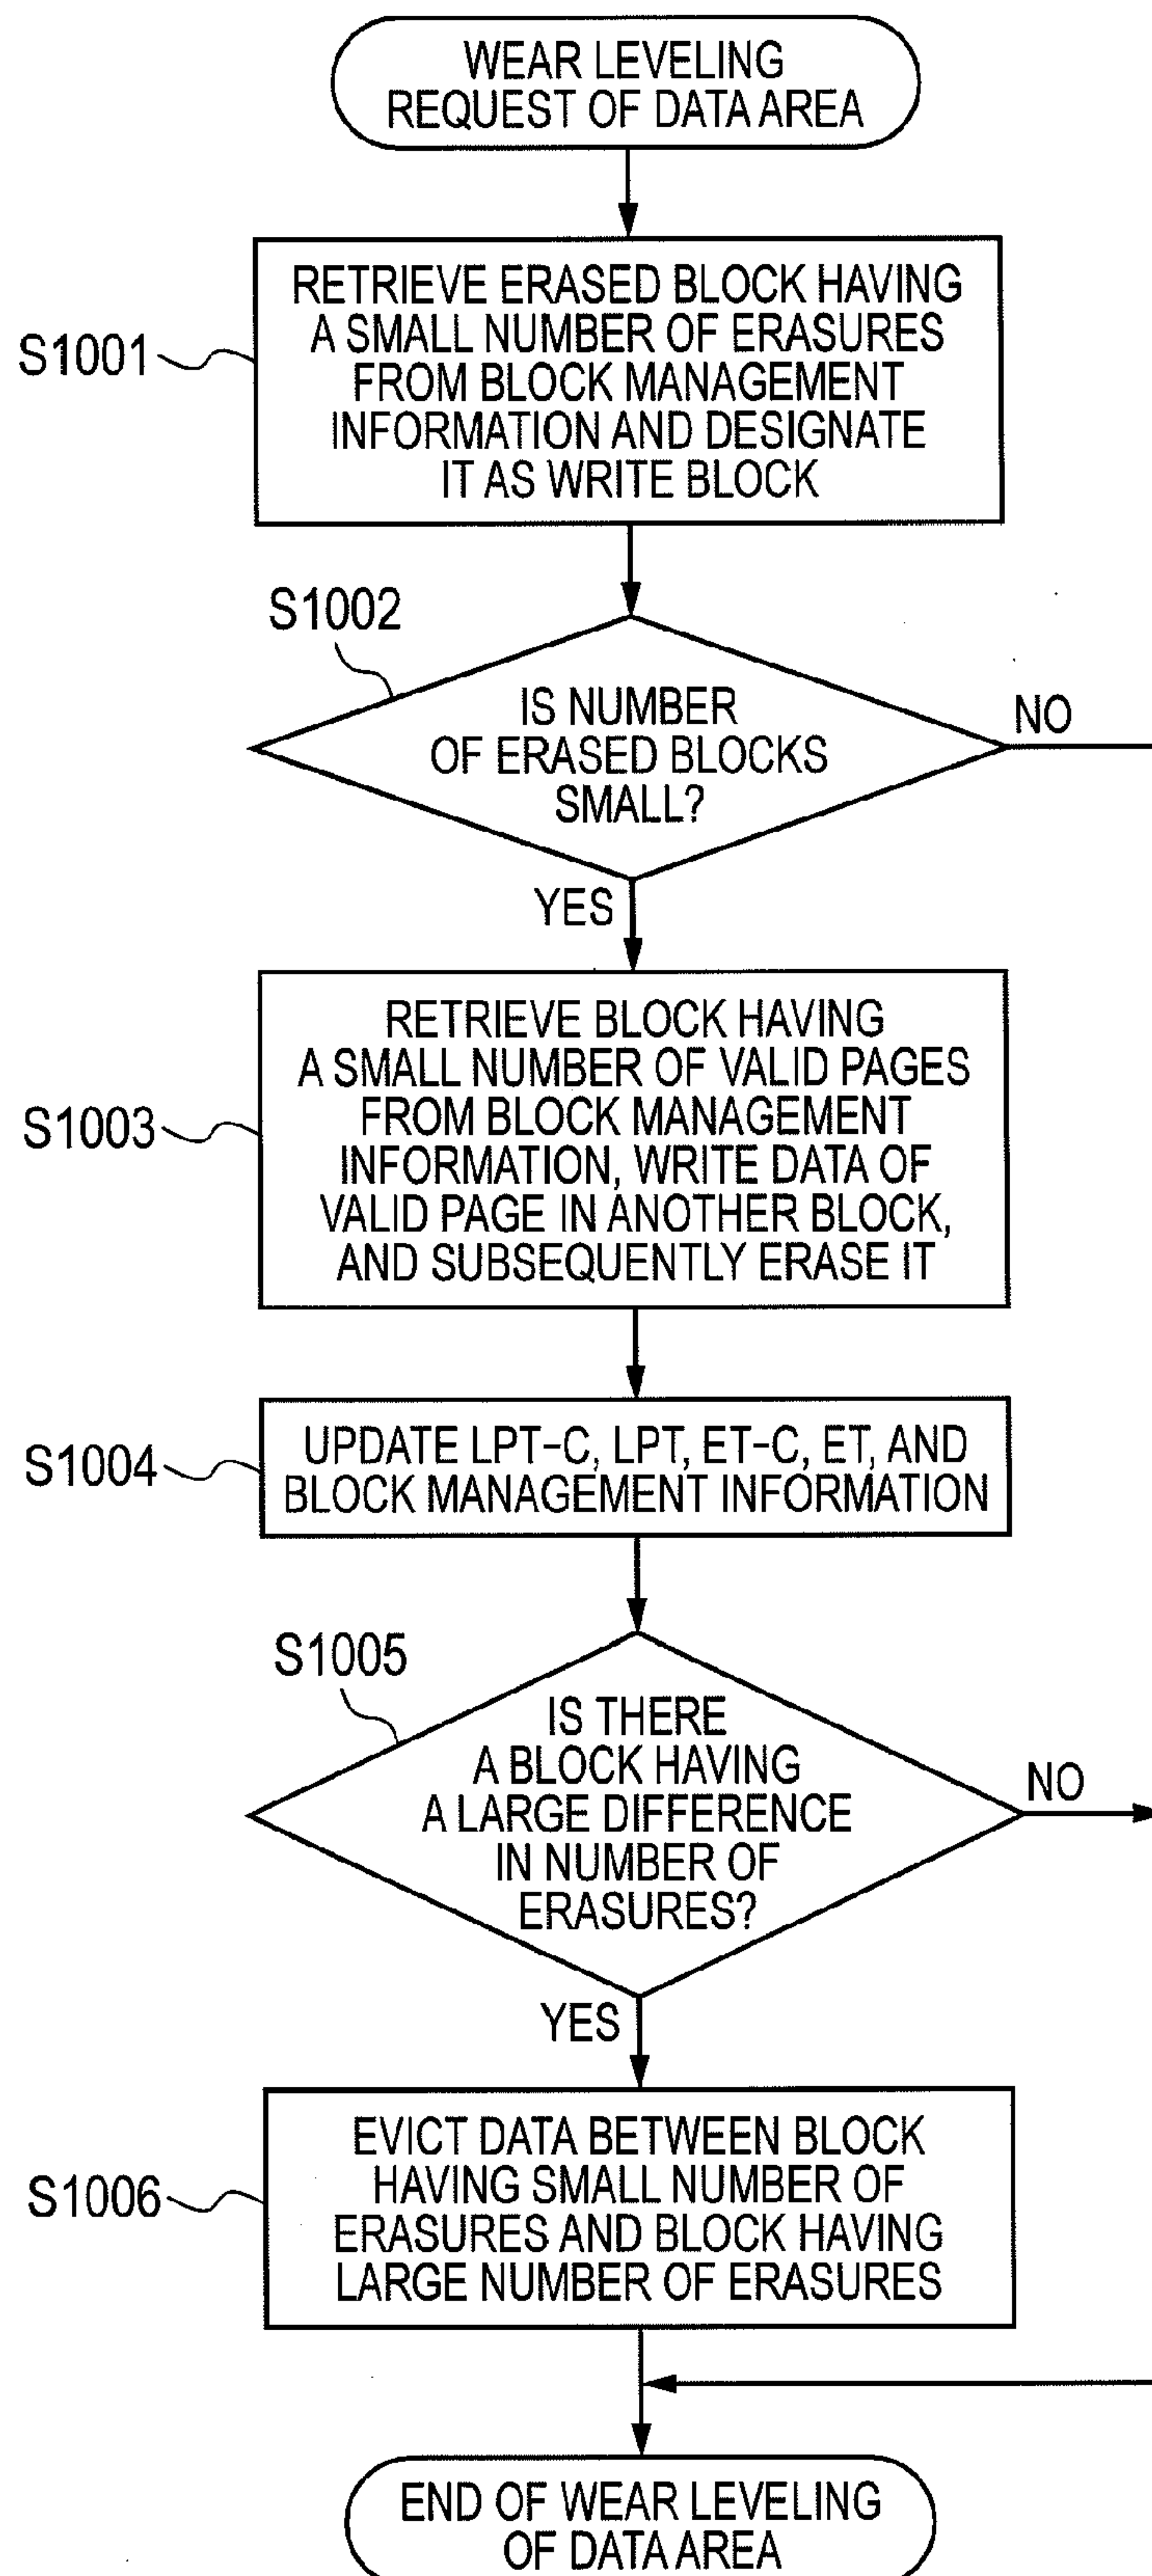 WEAR LEVELING
REQUEST OF DATA AREA
S1001
RETRIEVE ERASED BLOCK HAVING
A SMALL NUMBER OF ERASURES
FROM BLOCK MANAGEMENT
INFORMATION AND DESIGNATE
IT AS WRITE BLOCK
S1002
IS NUMBER
OF ERASED BLOCKS
SMALL?
NO
YES
S1003
RETRIEVE BLOCK HAVING
A SMALL NUMBER OF VALID PAGES
FROM BLOCK MANAGEMENT
INFORMATION, WRITE DATA OF
VALID PAGE IN ANOTHER BLOCK,
AND SUBSEQUENTLY ERASE IT
S1004
UPDATE LPT-C, LPT, ET-C, ET, AND
BLOCK MANAGEMENT INFORMATION
S1005
IS THERE
A BLOCK HAVING
A LARGE DIFFERENCE
IN NUMBER OF
ERASURES?
NO
YES
S1006
EVICT DATA BETWEEN BLOCK
HAVING SMALL NUMBER OF
ERASURES AND BLOCK HAVING
LARGE NUMBER OF ERASURES
END OF WEAR LEVELING
OF DATA AREA